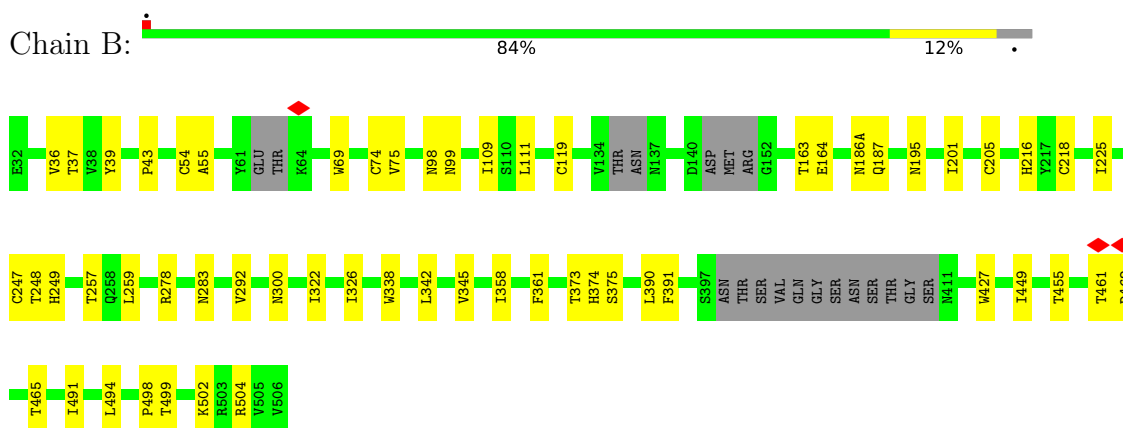 Chain B:
84% 12%
E32 V36 T37 V38 Y39 P43 C54 A55 Y61 GLU THR K64 W69 C74 V75 N98 N99 I109 S110 L111 C119 V134 THR ASN N137 D140 ASP MET ARG G152 T163 E164 N186A Q187 N195 I201 C205 H216 Y217 C218 I225
C247 T248 H249 T257 Q258 L259 R278 N283 V292 N300 I322 I326 W338 L342 V345 I358 F361 T373 H374 S375 L390 F391 S397 ASN THR SER VAL GLN GLY SER ASN SER THR GLY SER N411 W427 I449 T455 T461
T465 I491 L494 P498 T499 K502 R503 R504 V505 V506